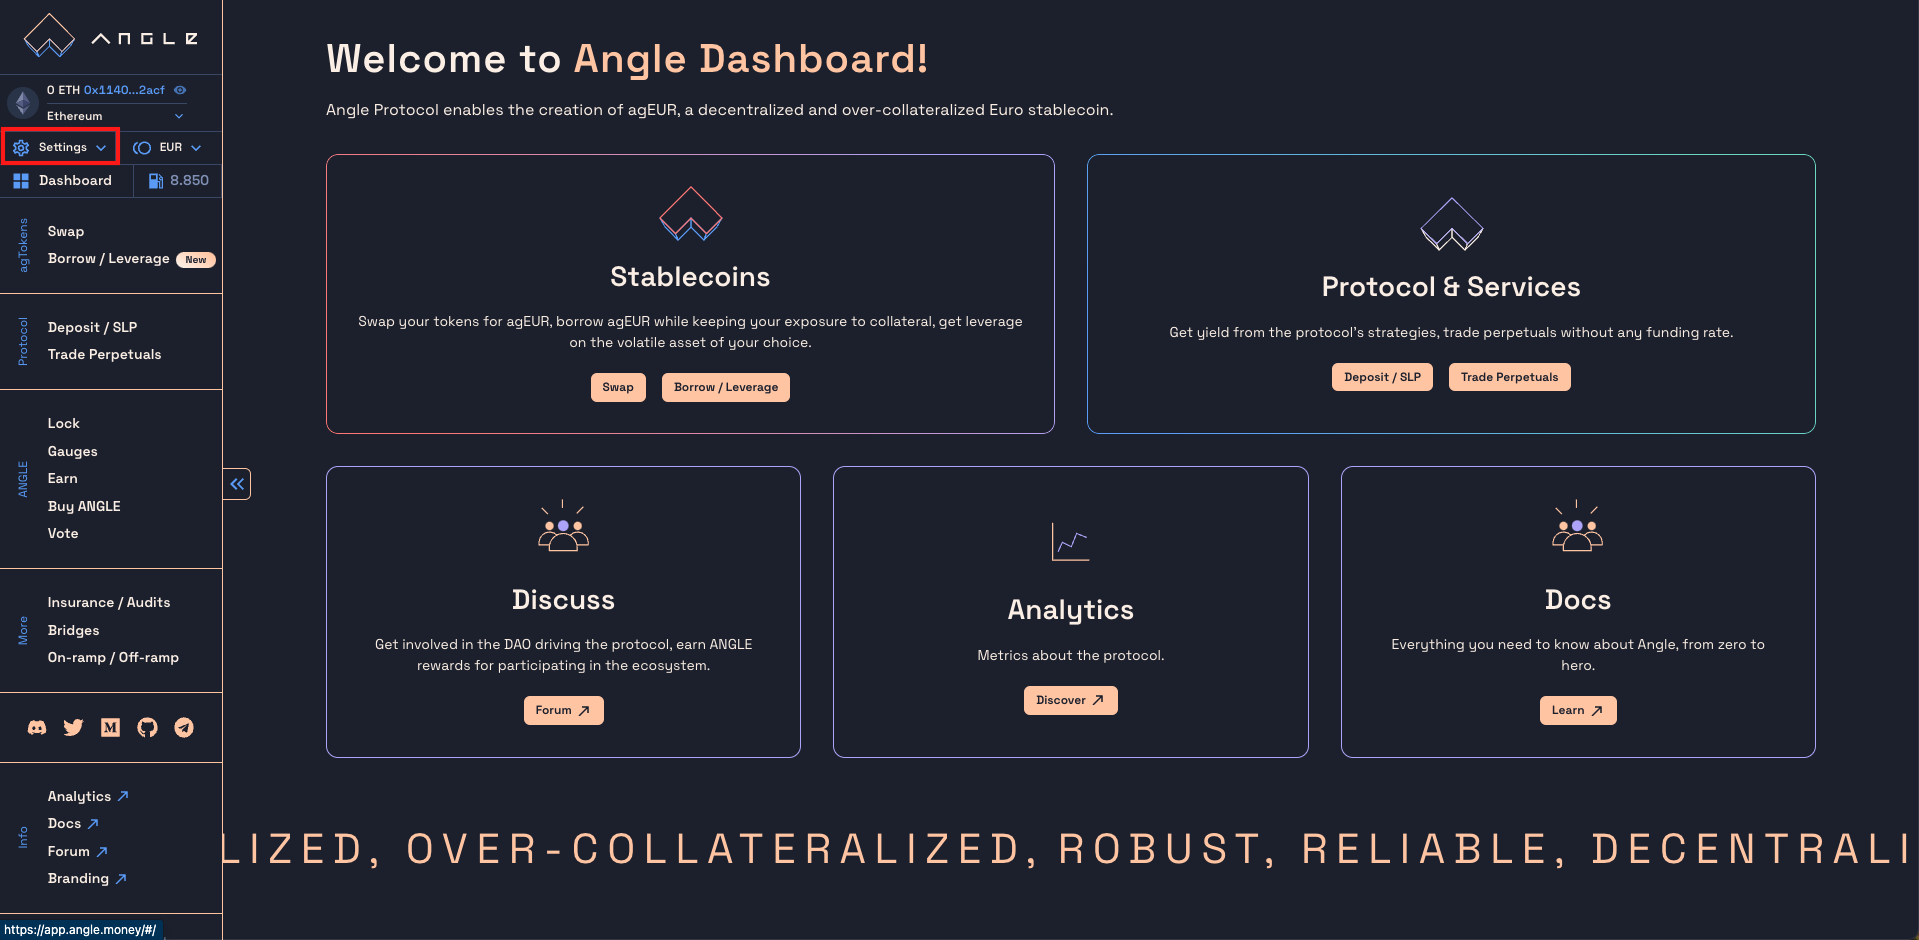 ANGLE
0 ETH 0x1140...2acf
Ethereum
Settings
EUR
Dashboard
8.850
agTokens
Swap
Borrow / Leverage New
Protocol
Deposit / SLP
Trade Perpetuals
ANGLE
Lock
Gauges
Earn
Buy ANGLE
Vote
More
Insurance / Audits
Bridges
On-ramp / Off-ramp
M
Info
Analytics
Docs
Forum
Branding
https://app.angle.money/#/
Welcome to Angle Dashboard!
Angle Protocol enables the creation of agEUR, a decentralized and over-collateralized Euro stablecoin.
Stablecoins
Swap your tokens for agEUR, borrow agEUR while keeping your exposure to collateral, get leverage
on the volatile asset of your choice.
Swap
Borrow / Leverage
Protocol & Services
Get yield from the protocol's strategies, trade perpetuals without any funding rate.
Deposit / SLP
Trade Perpetuals
Discuss
Get involved in the DAO driving the protocol, earn ANGLE
rewards for participating in the ecosystem.
Forum
Analytics
Metrics about the protocol.
Discover
Docs
Everything you need to know about Angle, from zero to
hero.
Learn
LIZED, OVER-COLLATERALIZED, ROBUST, RELIABLE, DECENTRALI